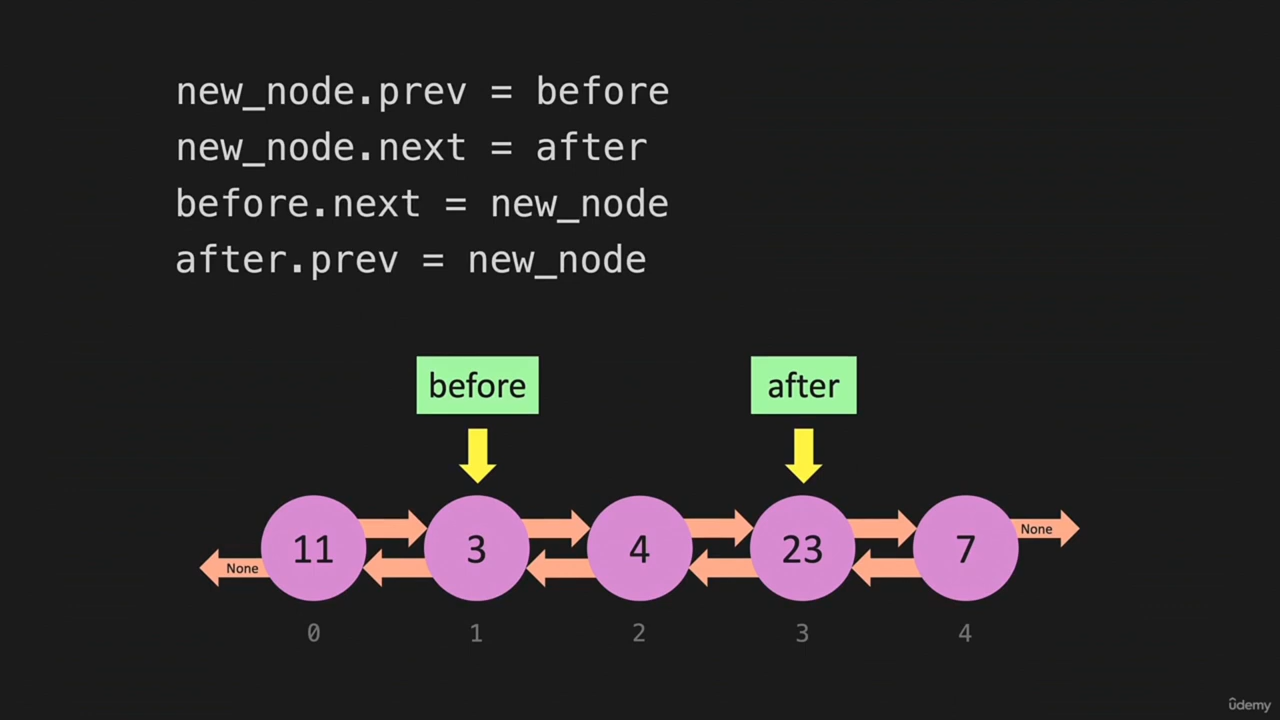 new_node.prev = before
new_node.next = after
before.next = new_node
after.prev = new_node
before after
11 3 4 23 7 None
None
0 1 2 3 4
ûdemy